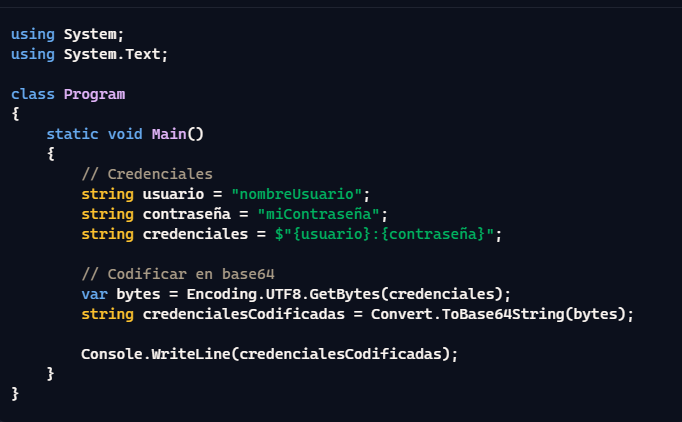 using System;
using System.Text;

class Program
{
    static void Main()
    {
        // Credenciales
        string usuario = "nombreUsuario";
        string contraseña = "miContraseña";
        string credenciales = $"{usuario}:{contraseña}";

        // Codificar en base64
        var bytes = Encoding.UTF8.GetBytes(credenciales);
        string credencialesCodificadas = Convert.ToBase64String(bytes);

        Console.WriteLine(credencialesCodificadas);
    }
}